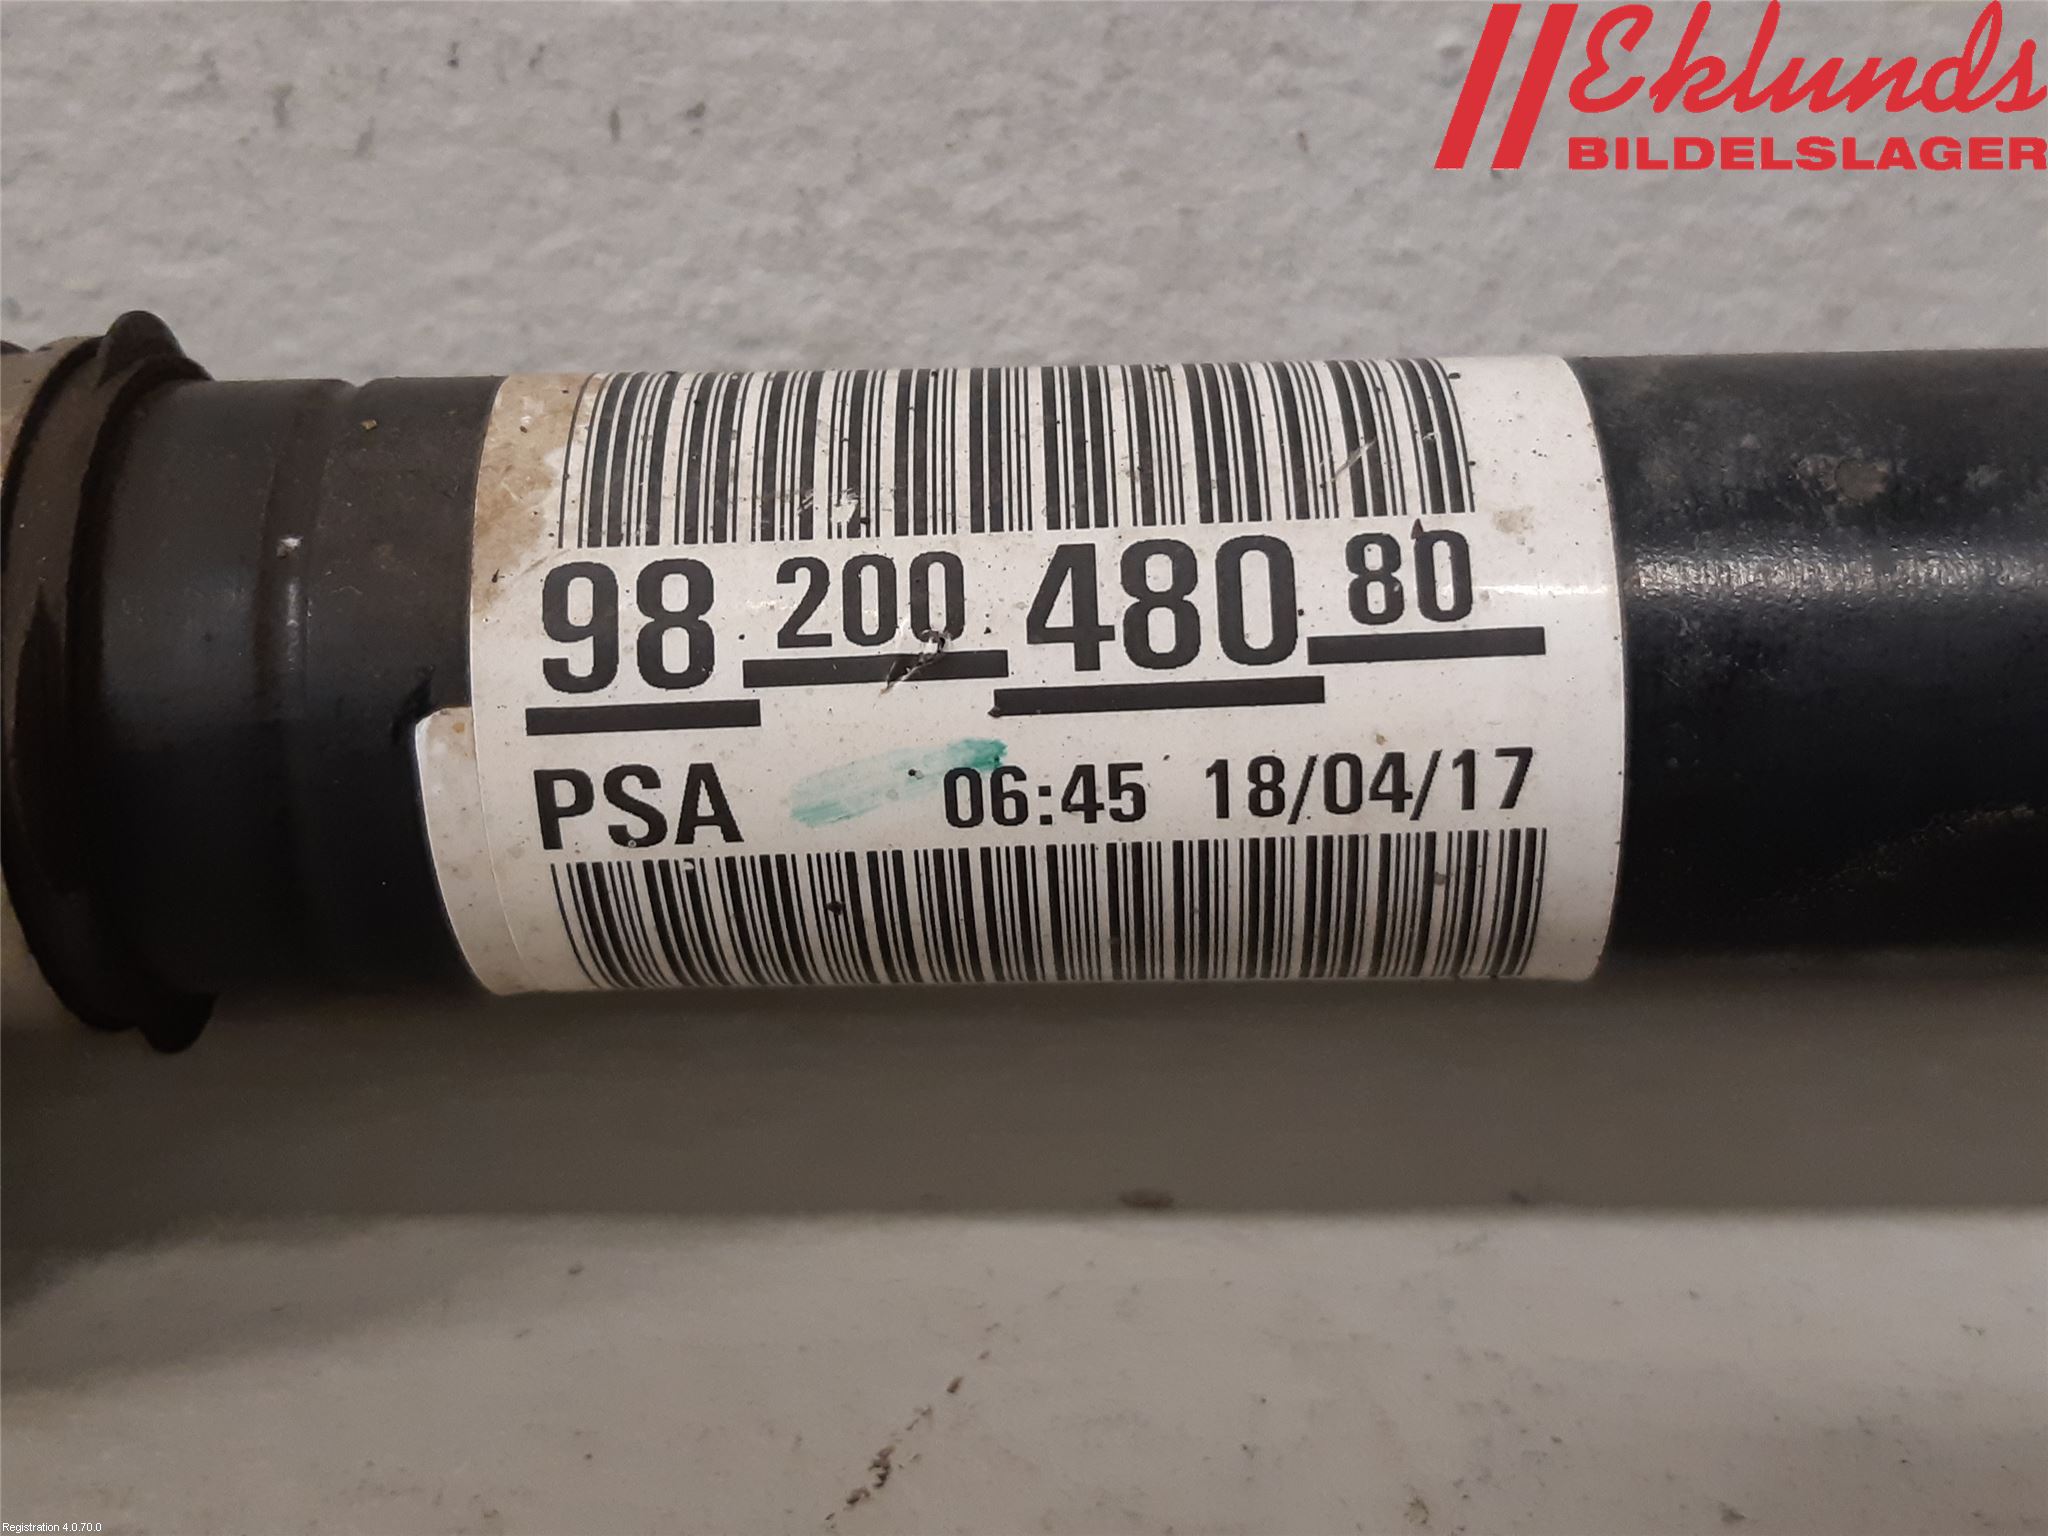 Eklunds
BILDELSLAGER
98 200 480 80
PSA 06:45 18/04/17
Registration 4.0.70.0